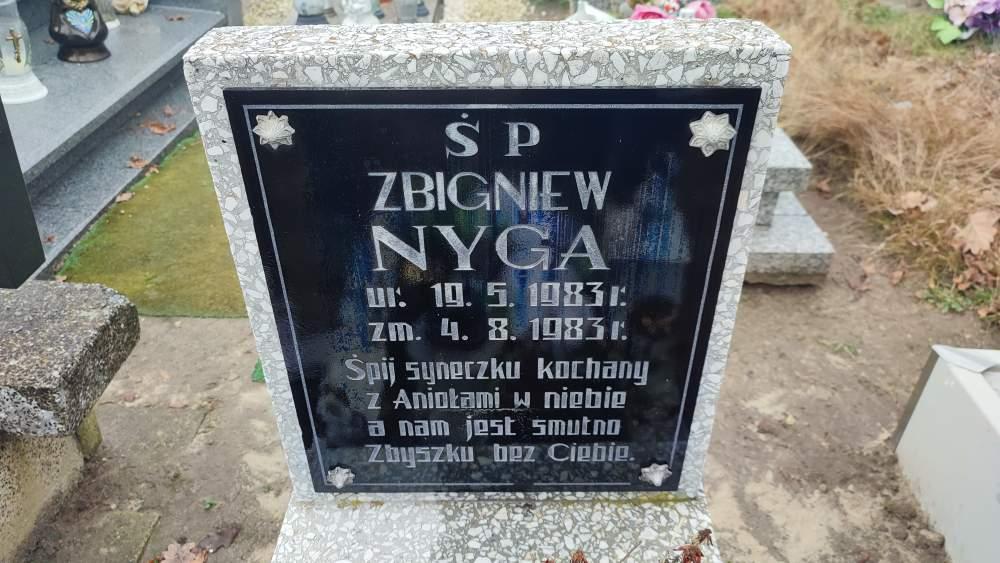 Ś P
ZBIGNIEW
NYGA
ur. 19. 5. 1983 r.
zm. 4. 8. 1983 r.
Śpij syneczku kochany
z Aniołami w niebie
a nam jest smutno
Zbyszku bez Ciebie.